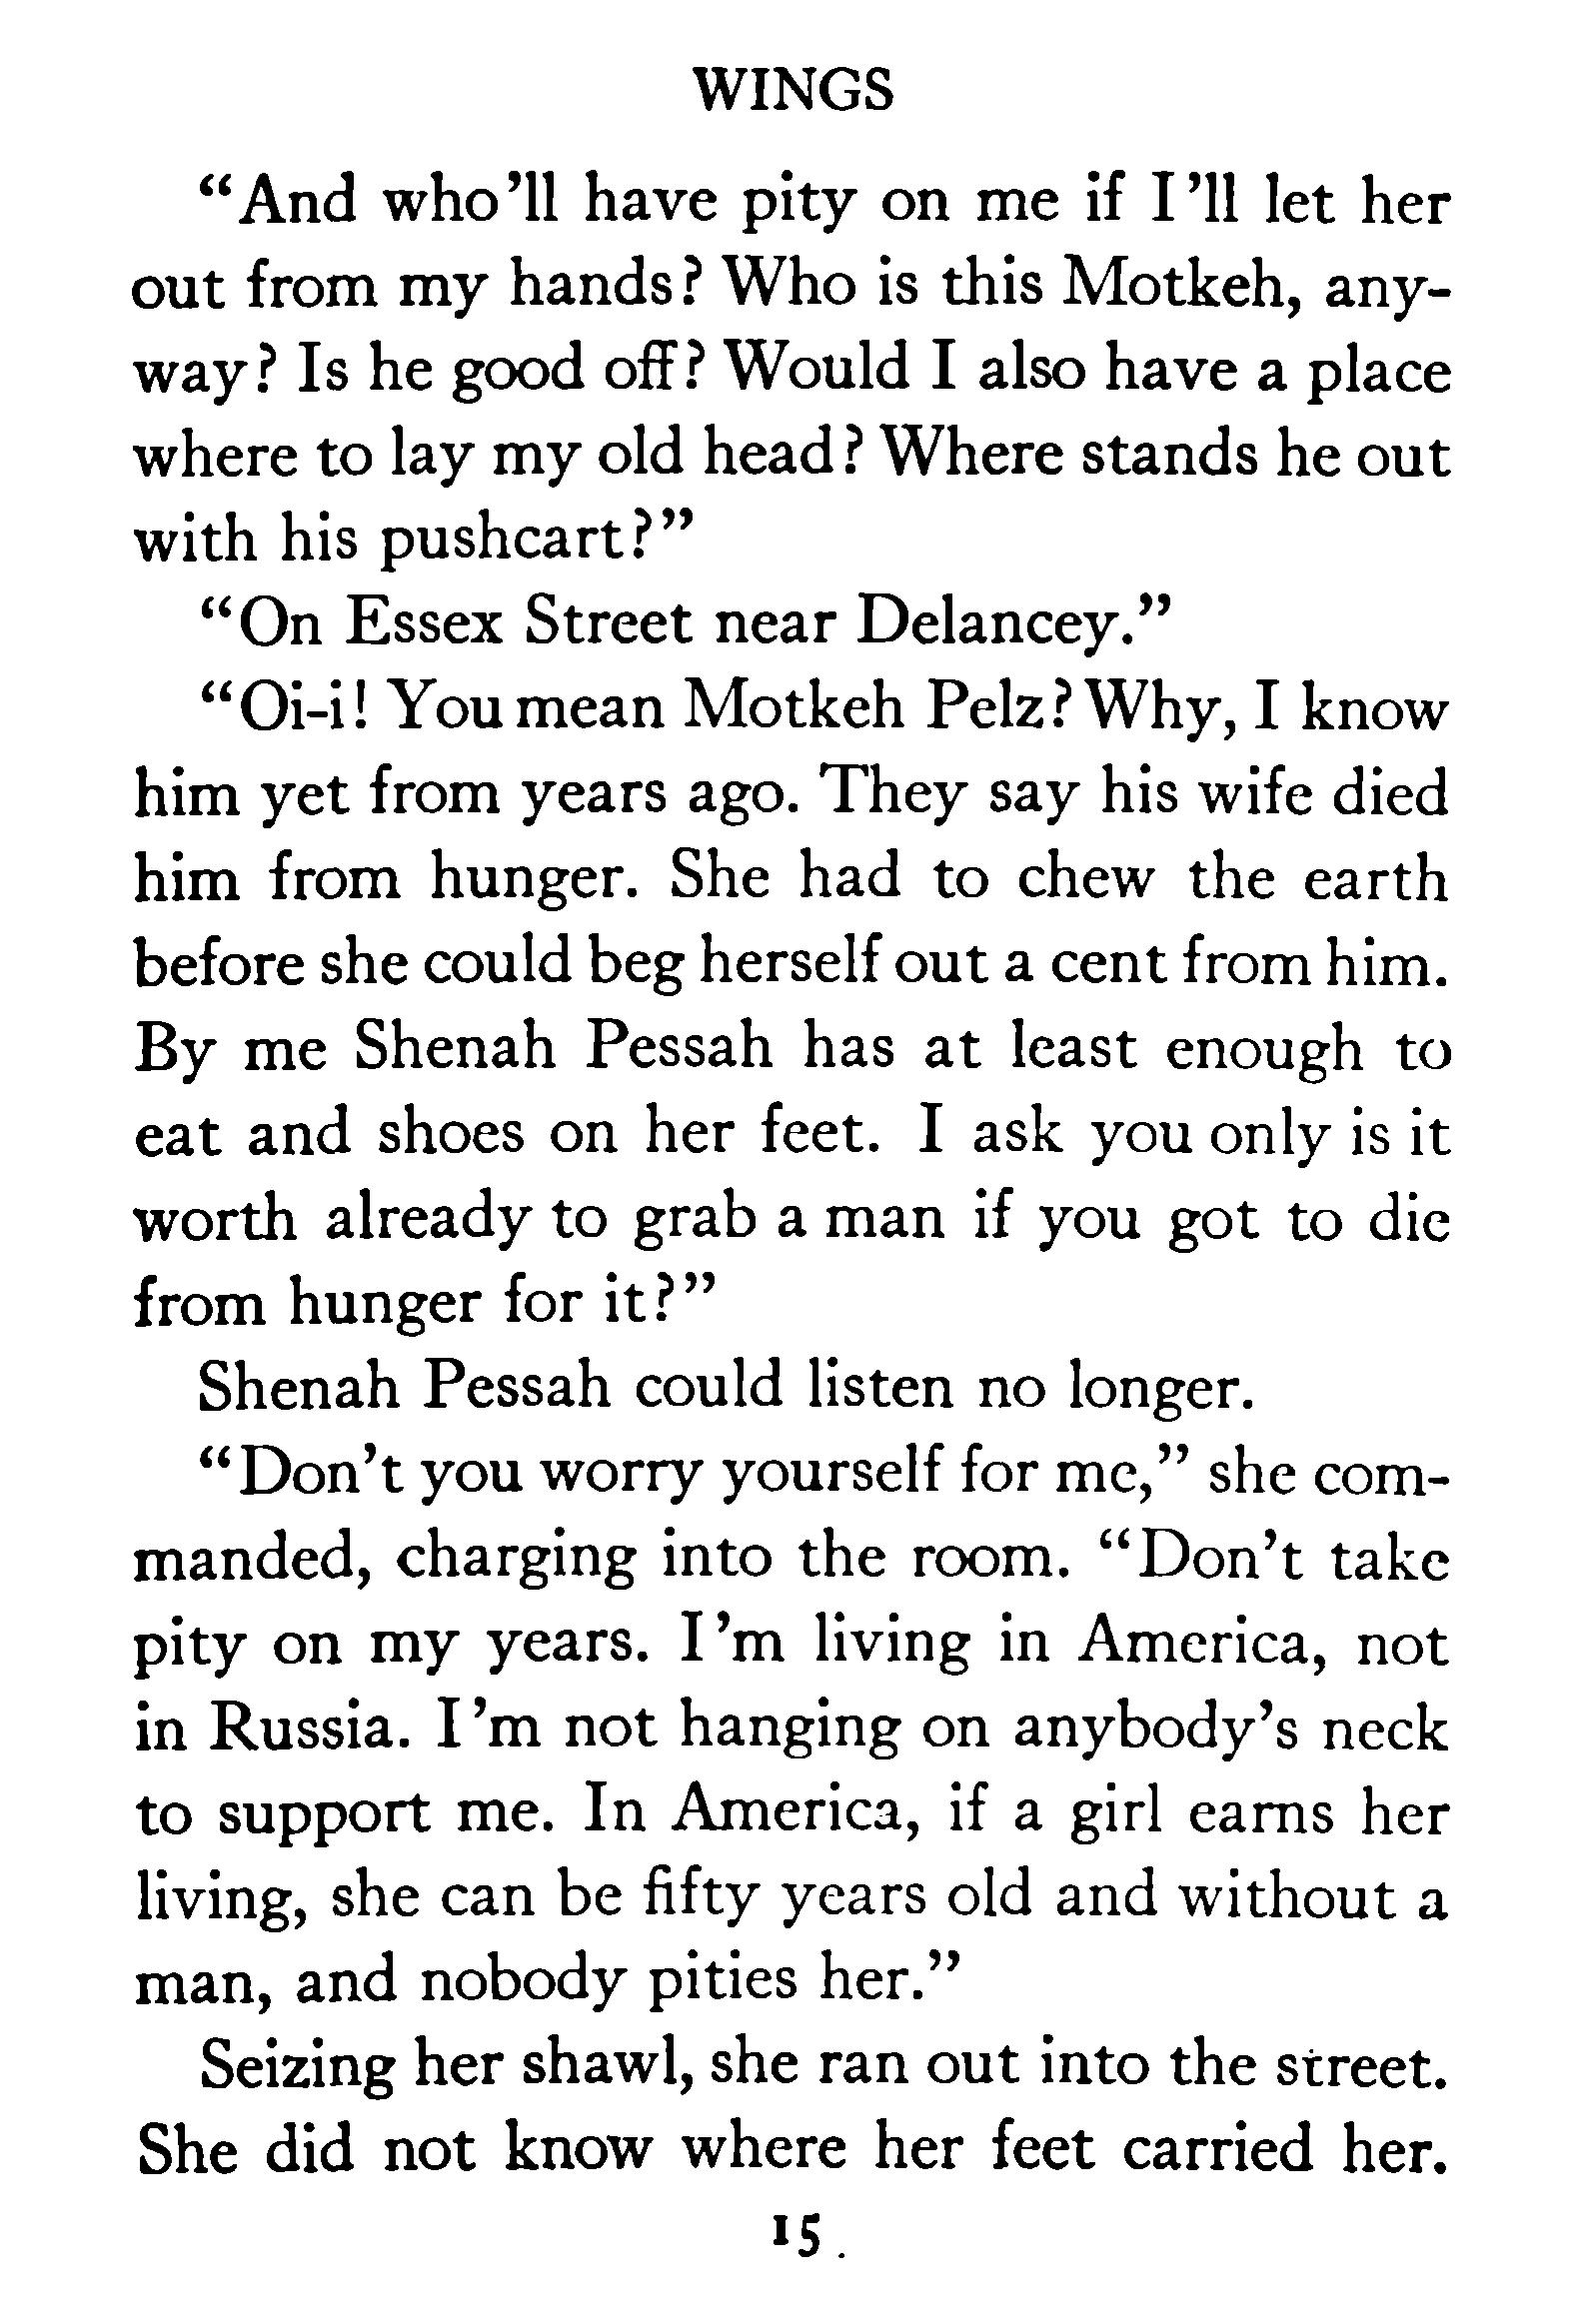 WINGS
“And who’ll have pity on me if I’ll let her
out from my hands? Who is this Motkeh, any-
way? Is he good off? Would I also have a place
where to lay my old head? Where stands he out
with his pushcart?”
“On Essex Street near Delancey.”
“Oi-i! You mean Motkeh Pelz? Why, I know
him yet from years ago. They say his wife died
him from hunger. She had to chew the earth
before she could beg herself out a cent from him.
By me Shenah Pessah has at least enough to
eat and shoes on her feet. I ask you only is it
worth already to grab a man if you got to die
from hunger for it?”
Shenah Pessah could listen no longer.
“Don’t you worry yourself for me,” she com-
manded, charging into the room. “Don’t take
pity on my years. I’m living in America, not
in Russia. I’m not hanging on anybody’s neck
to support me. In America, if a girl earns her
living, she can be fifty years old and without a
man, and nobody pities her.”
Seizing her shawl, she ran out into the street.
She did not know where her feet carried her.
15